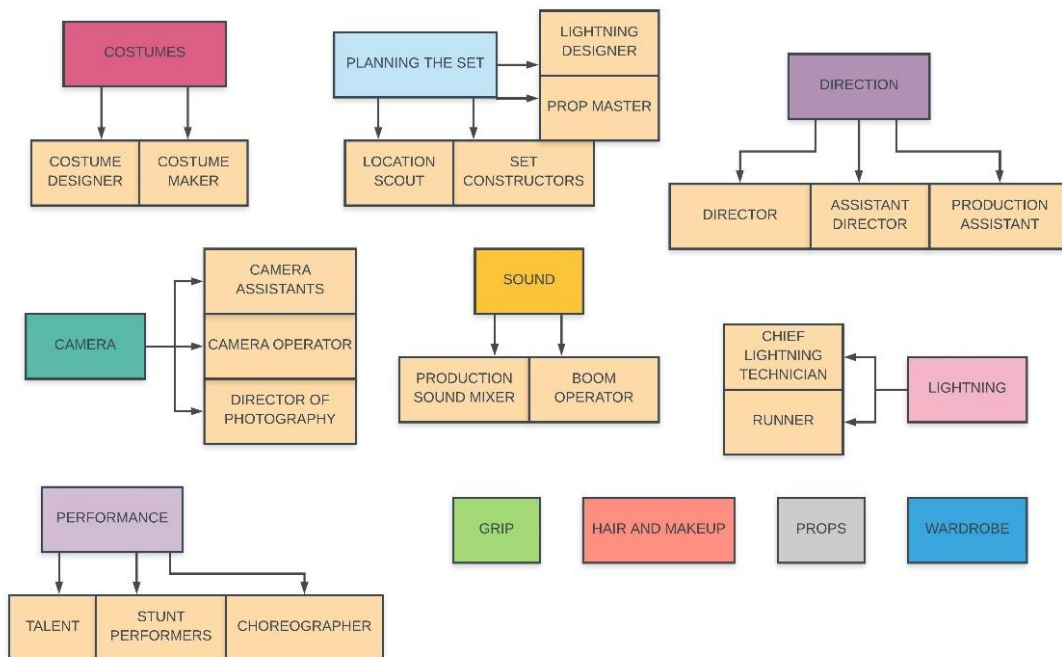 COSTUMES
COSTUME
DESIGNER
COSTUME
MAKER
PLANNING THE SET
LIGHTNING
DESIGNER
PROP MASTER
LOCATION
SCOUT
SET
CONSTRUCTORS
DIRECTION
DIRECTOR
ASSISTANT
DIRECTOR
PRODUCTION
ASSISTANT
CAMERA
CAMERA
ASSISTANTS
CAMERA OPERATOR
DIRECTOR OF
PHOTOGRAPHY
SOUND
PRODUCTION
SOUND MIXER
BOOM
OPERATOR
CHIEF
LIGHTNING
TECHNICIAN
RUNNER
LIGHTNING
PERFORMANCE
TALENT
STUNT
PERFORMERS
CHOREOGRAPHER
GRIP
HAIR AND MAKEUP
PROPS
WARDROBE